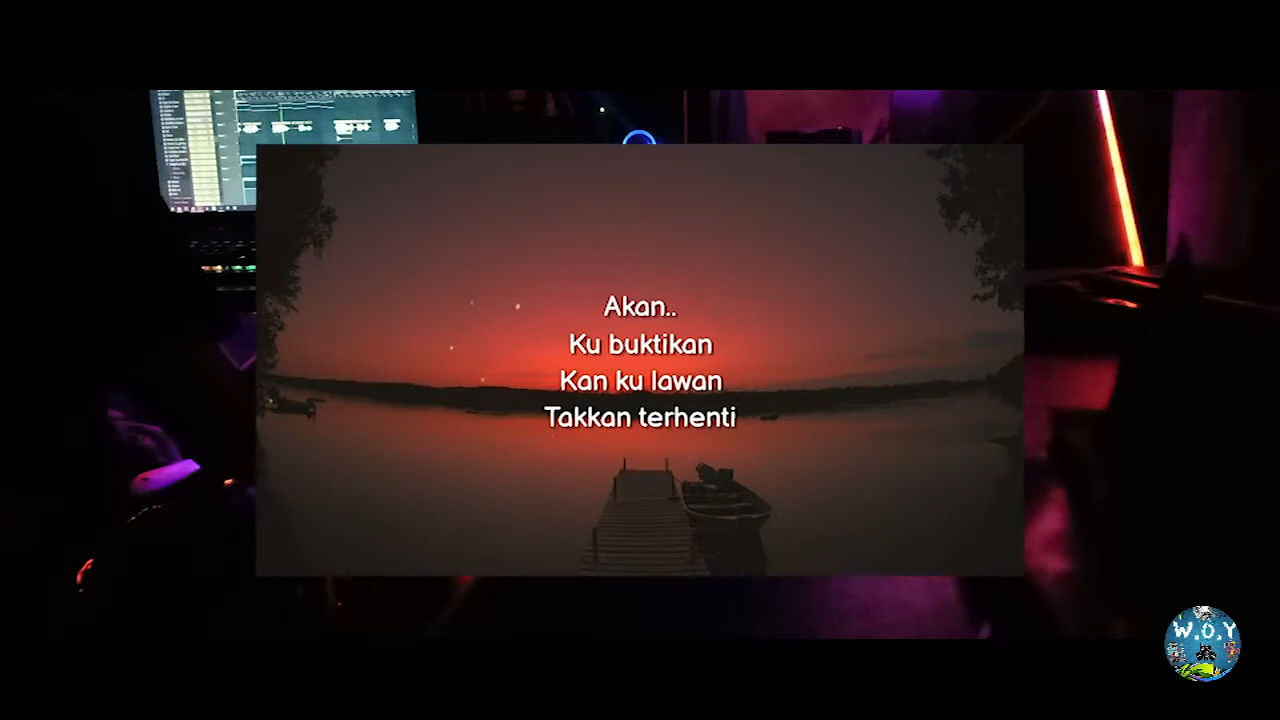 Akan..
Ku buktikan
Kan ku lawan
Takkan terhenti
W.O.Y